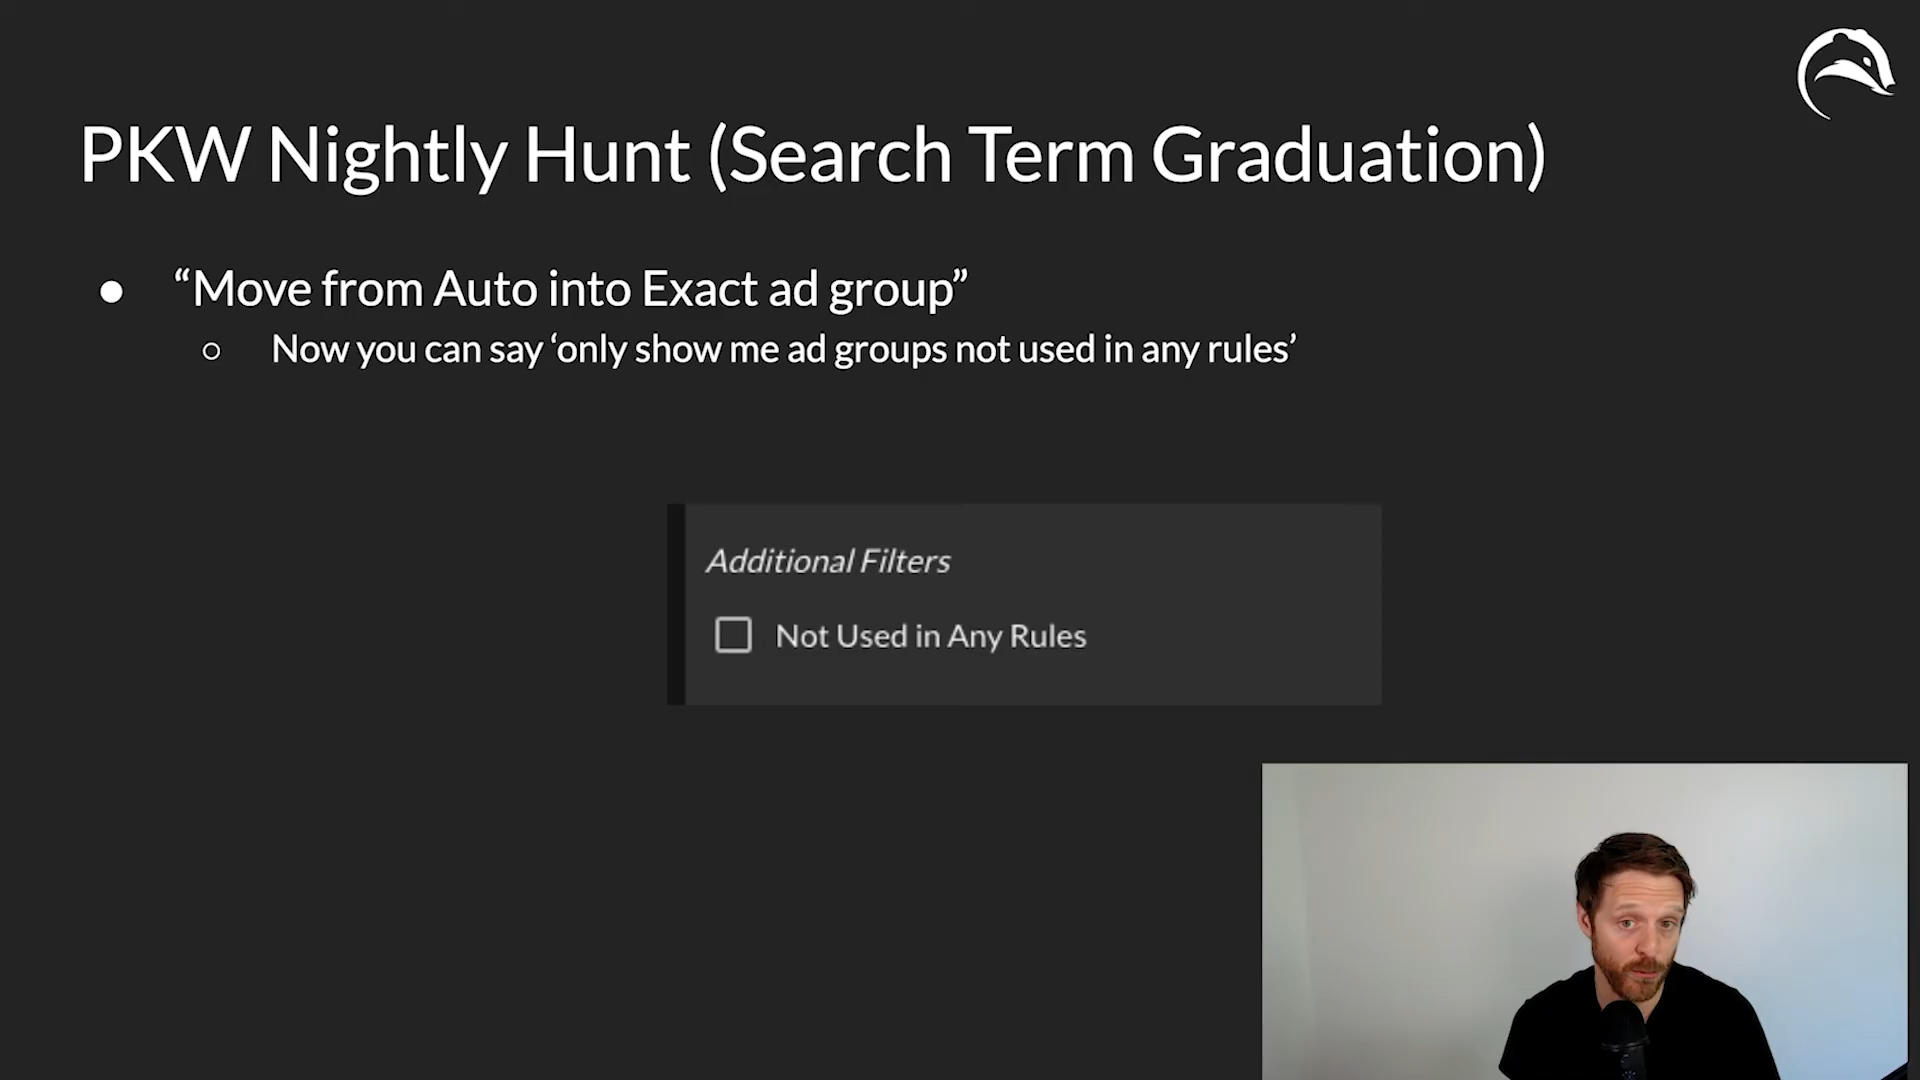 PKW Nightly Hunt (Search Term Graduation)
“Move from Auto into Exact ad group”
Now you can say ‘only show me ad groups not used in any rules’
Additional Filters
Not Used in Any Rules